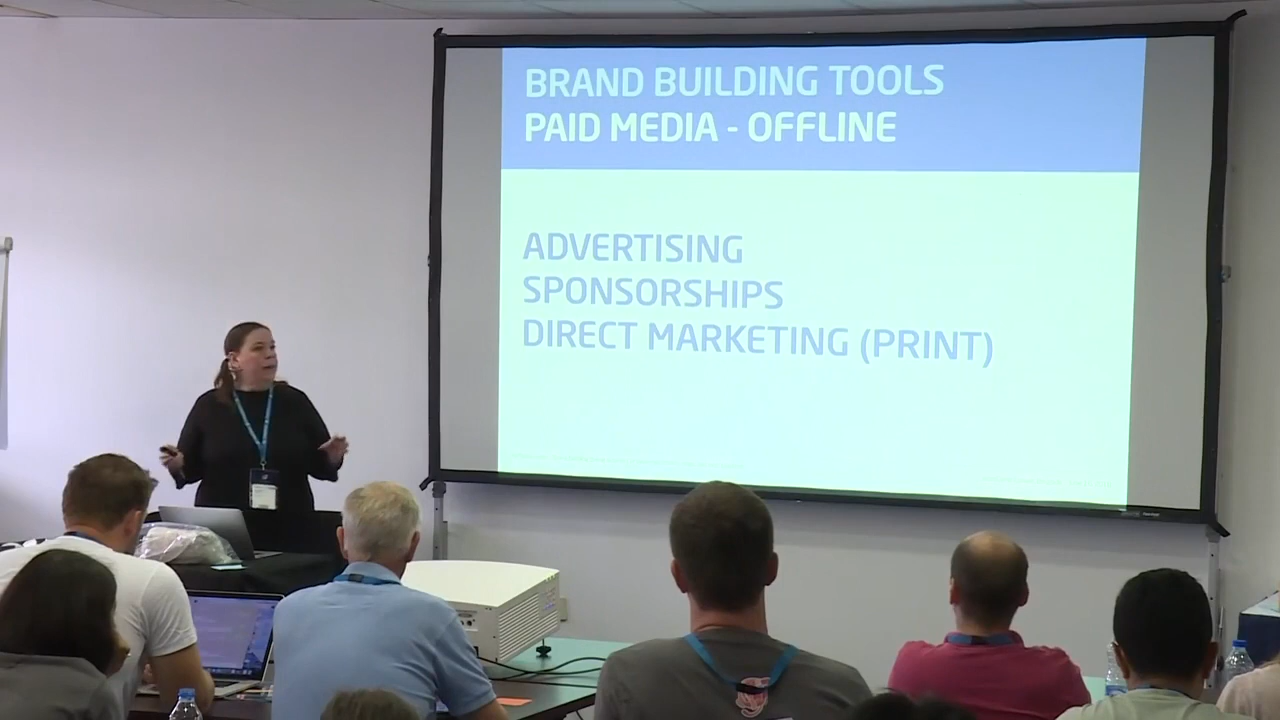 BRAND BUILDING TOOLS
PAID MEDIA - OFFLINE
ADVERTISING
SPONSORSHIPS
DIRECT MARKETING (PRINT)